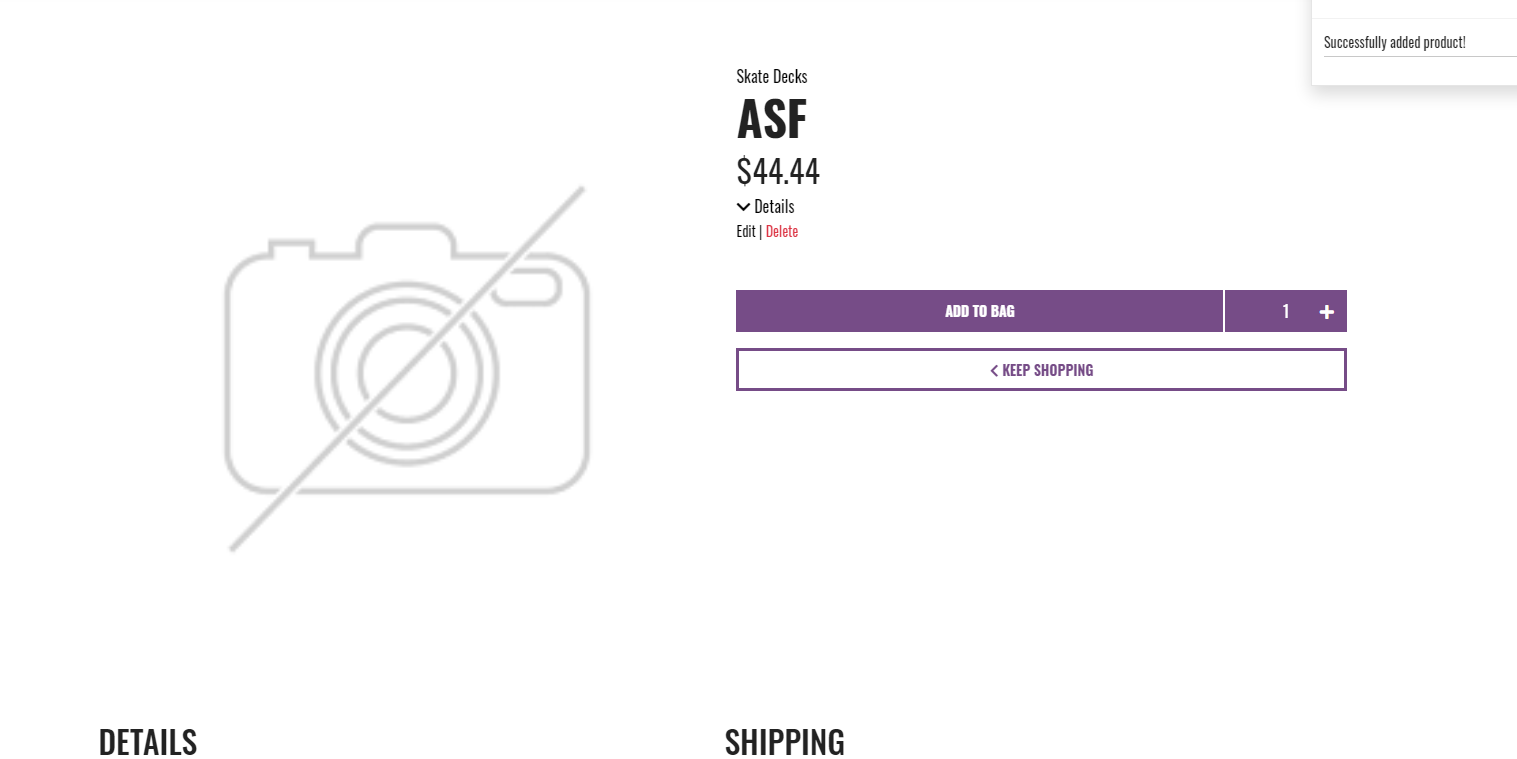 Successfully added product!
Skate Decks
ASF
$44.44
Details
Edit | Delete
ADD TO BAG 1
KEEP SHOPPING
DETAILS SHIPPING